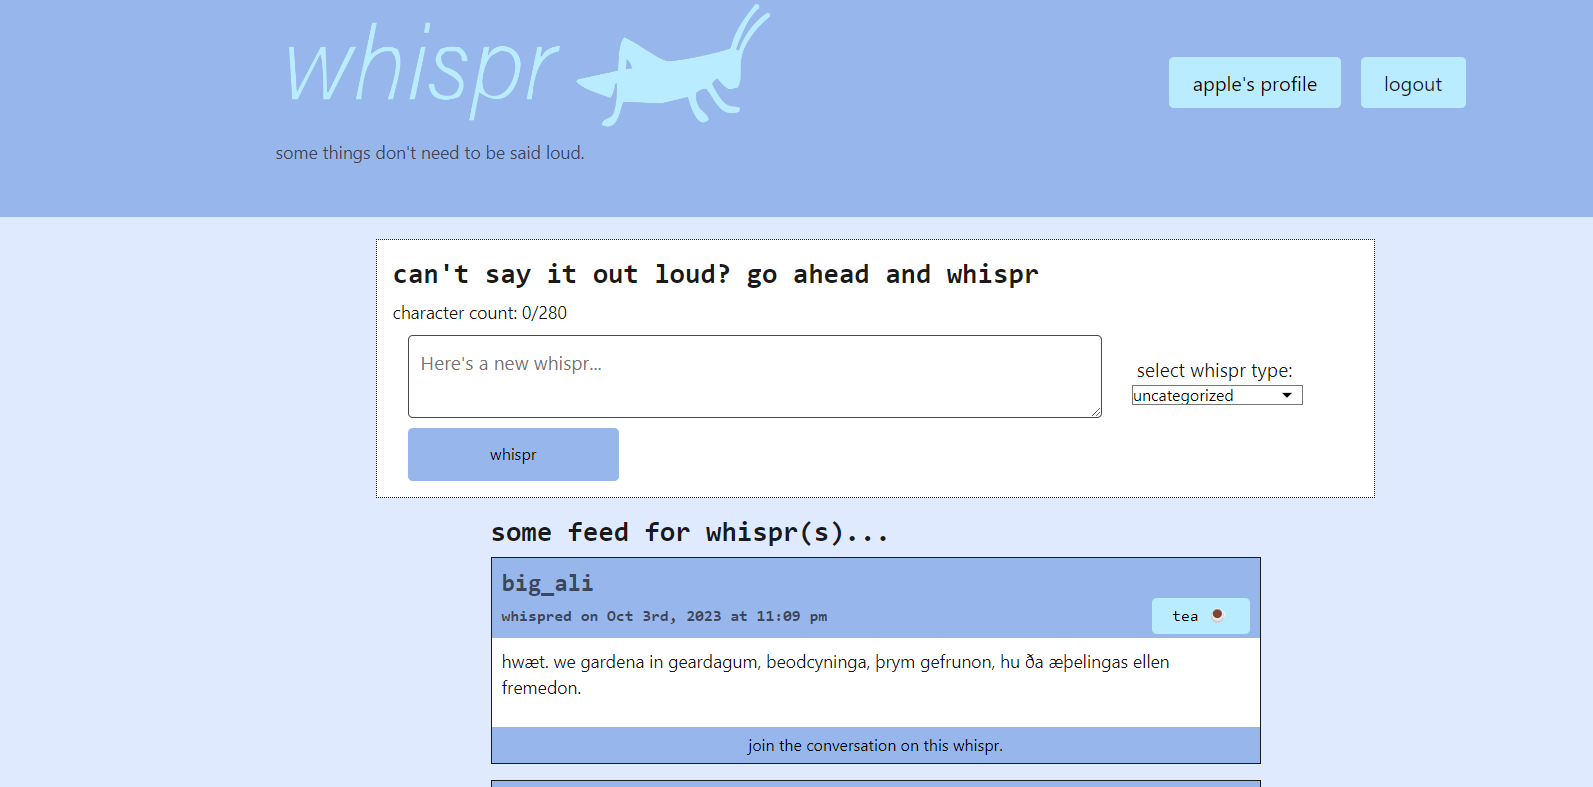 whispr
apple's profile
logout
some things don't need to be said loud.
can't say it out loud? go ahead and whispr
character count: 0/280
Here's a new whispr...
select whispr type:
uncategorized
whispr
some feed for whispr(s)...
big_ali
whispred on Oct 3rd, 2023 at 11:09 pm
tea ☕
hwæt. we gardena in geardagum, beodcyninga, þrym gefrunon, hu ða æþelingas ellen
fremedon.
join the conversation on this whispr.